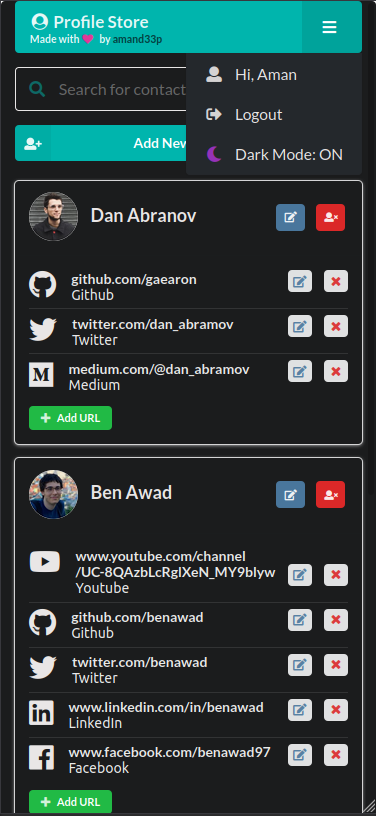 Profile Store
Made with by amand33p
Search for contact
Hi, Aman
Logout
Dark Mode: ON
Add New
Dan Abranov
github.com/gaearon
Github
twitter.com/dan_abramov
Twitter
M
medium.com/@dan_abramov
Medium
Add URL
Ben Awad
www.youtube.com/channel
/UC-8QAzbLcRglXeN_MY9blyw
Youtube
github.com/benawad
Github
twitter.com/benawad
Twitter
in
www.linkedin.com/in/benawad
LinkedIn
f
www.facebook.com/benawad97
Facebook
Add URL